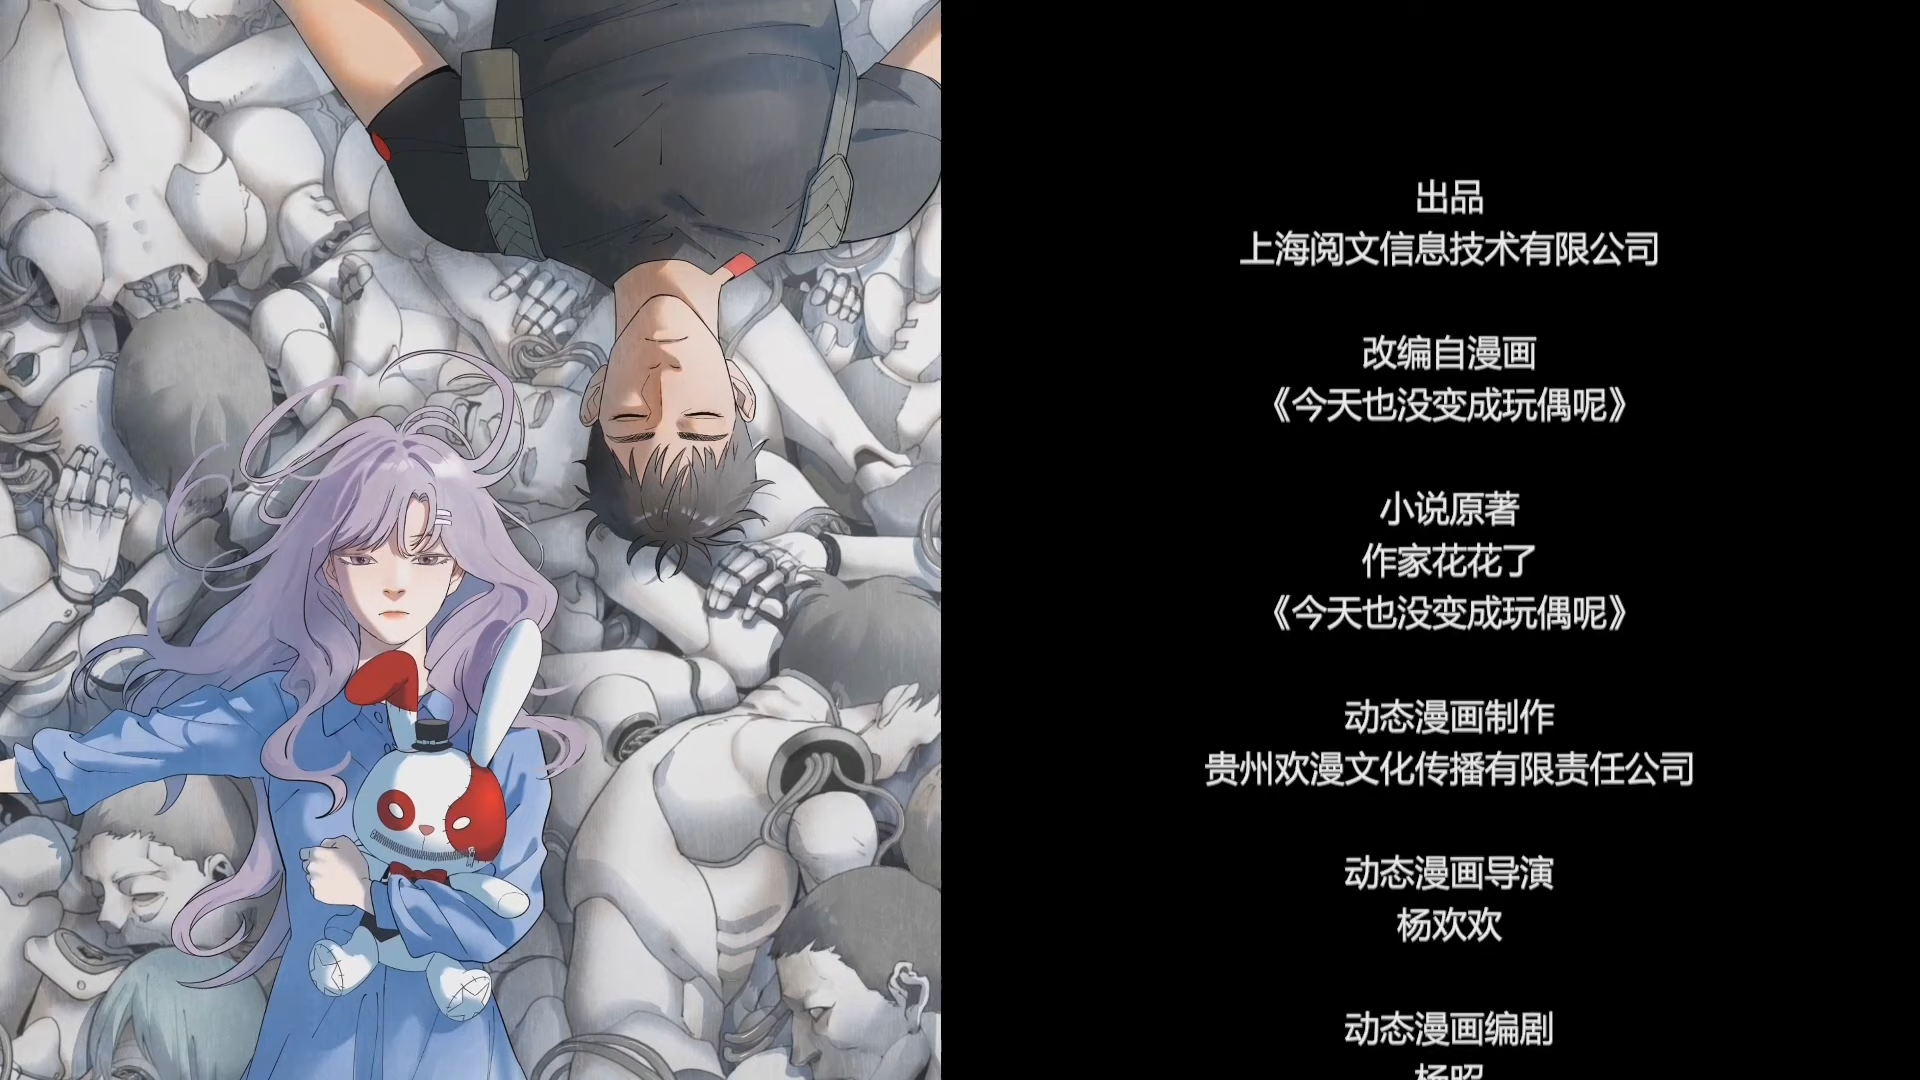 出品
上海阅文信息技术有限公司
改编自漫画
《今天也没变成玩偶呢》
小说原著
作家花花了
《今天也没变成玩偶呢》
动态漫画制作
贵州欢漫文化传播有限责任公司
动态漫画导演
杨欢欢
动态漫画编剧